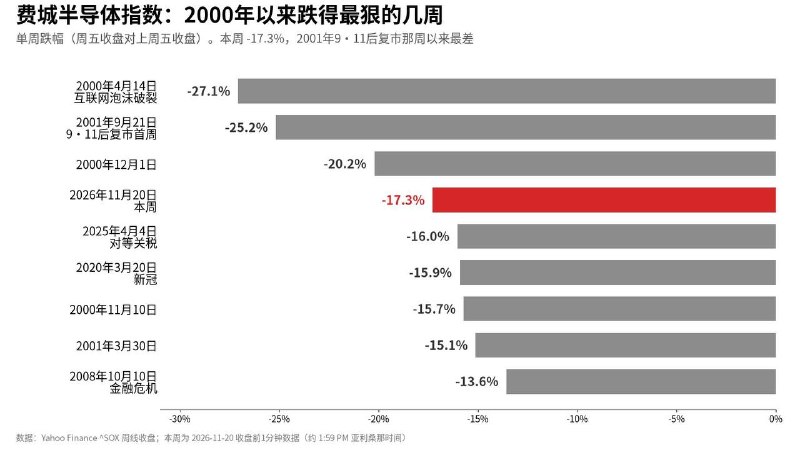 费城半导体指数：2000年以来跌得最狠的几周
单周跌幅（周五收盘对上周五收盘）。本周 -17.3%，2001年9·11后复市那周以来最差
2000年4月14日
互联网泡沫破裂
-27.1%
2001年9月21日
9·11后复市首周
-25.2%
2000年12月1日
-20.2%
2026年11月20日
本周
-17.3%
2025年4月4日
对等关税
-16.0%
2020年3月20日
新冠
-15.9%
2000年11月10日
-15.7%
2001年3月30日
-15.1%
2008年10月10日
金融危机
-13.6%
-30%
-25%
-20%
-15%
-10%
-5%
0%
数据：Yahoo Finance ^SOX 周线收盘；本周为 2026-11-20 收盘前1分钟数据（约 1:59 PM 亚利桑那时间）